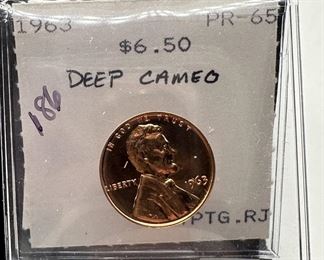 1963 PR-65
$6.50
DEEP CAMEO
186
IN GOD WE TRUST
LIBERTY 1963
PTG.RJ